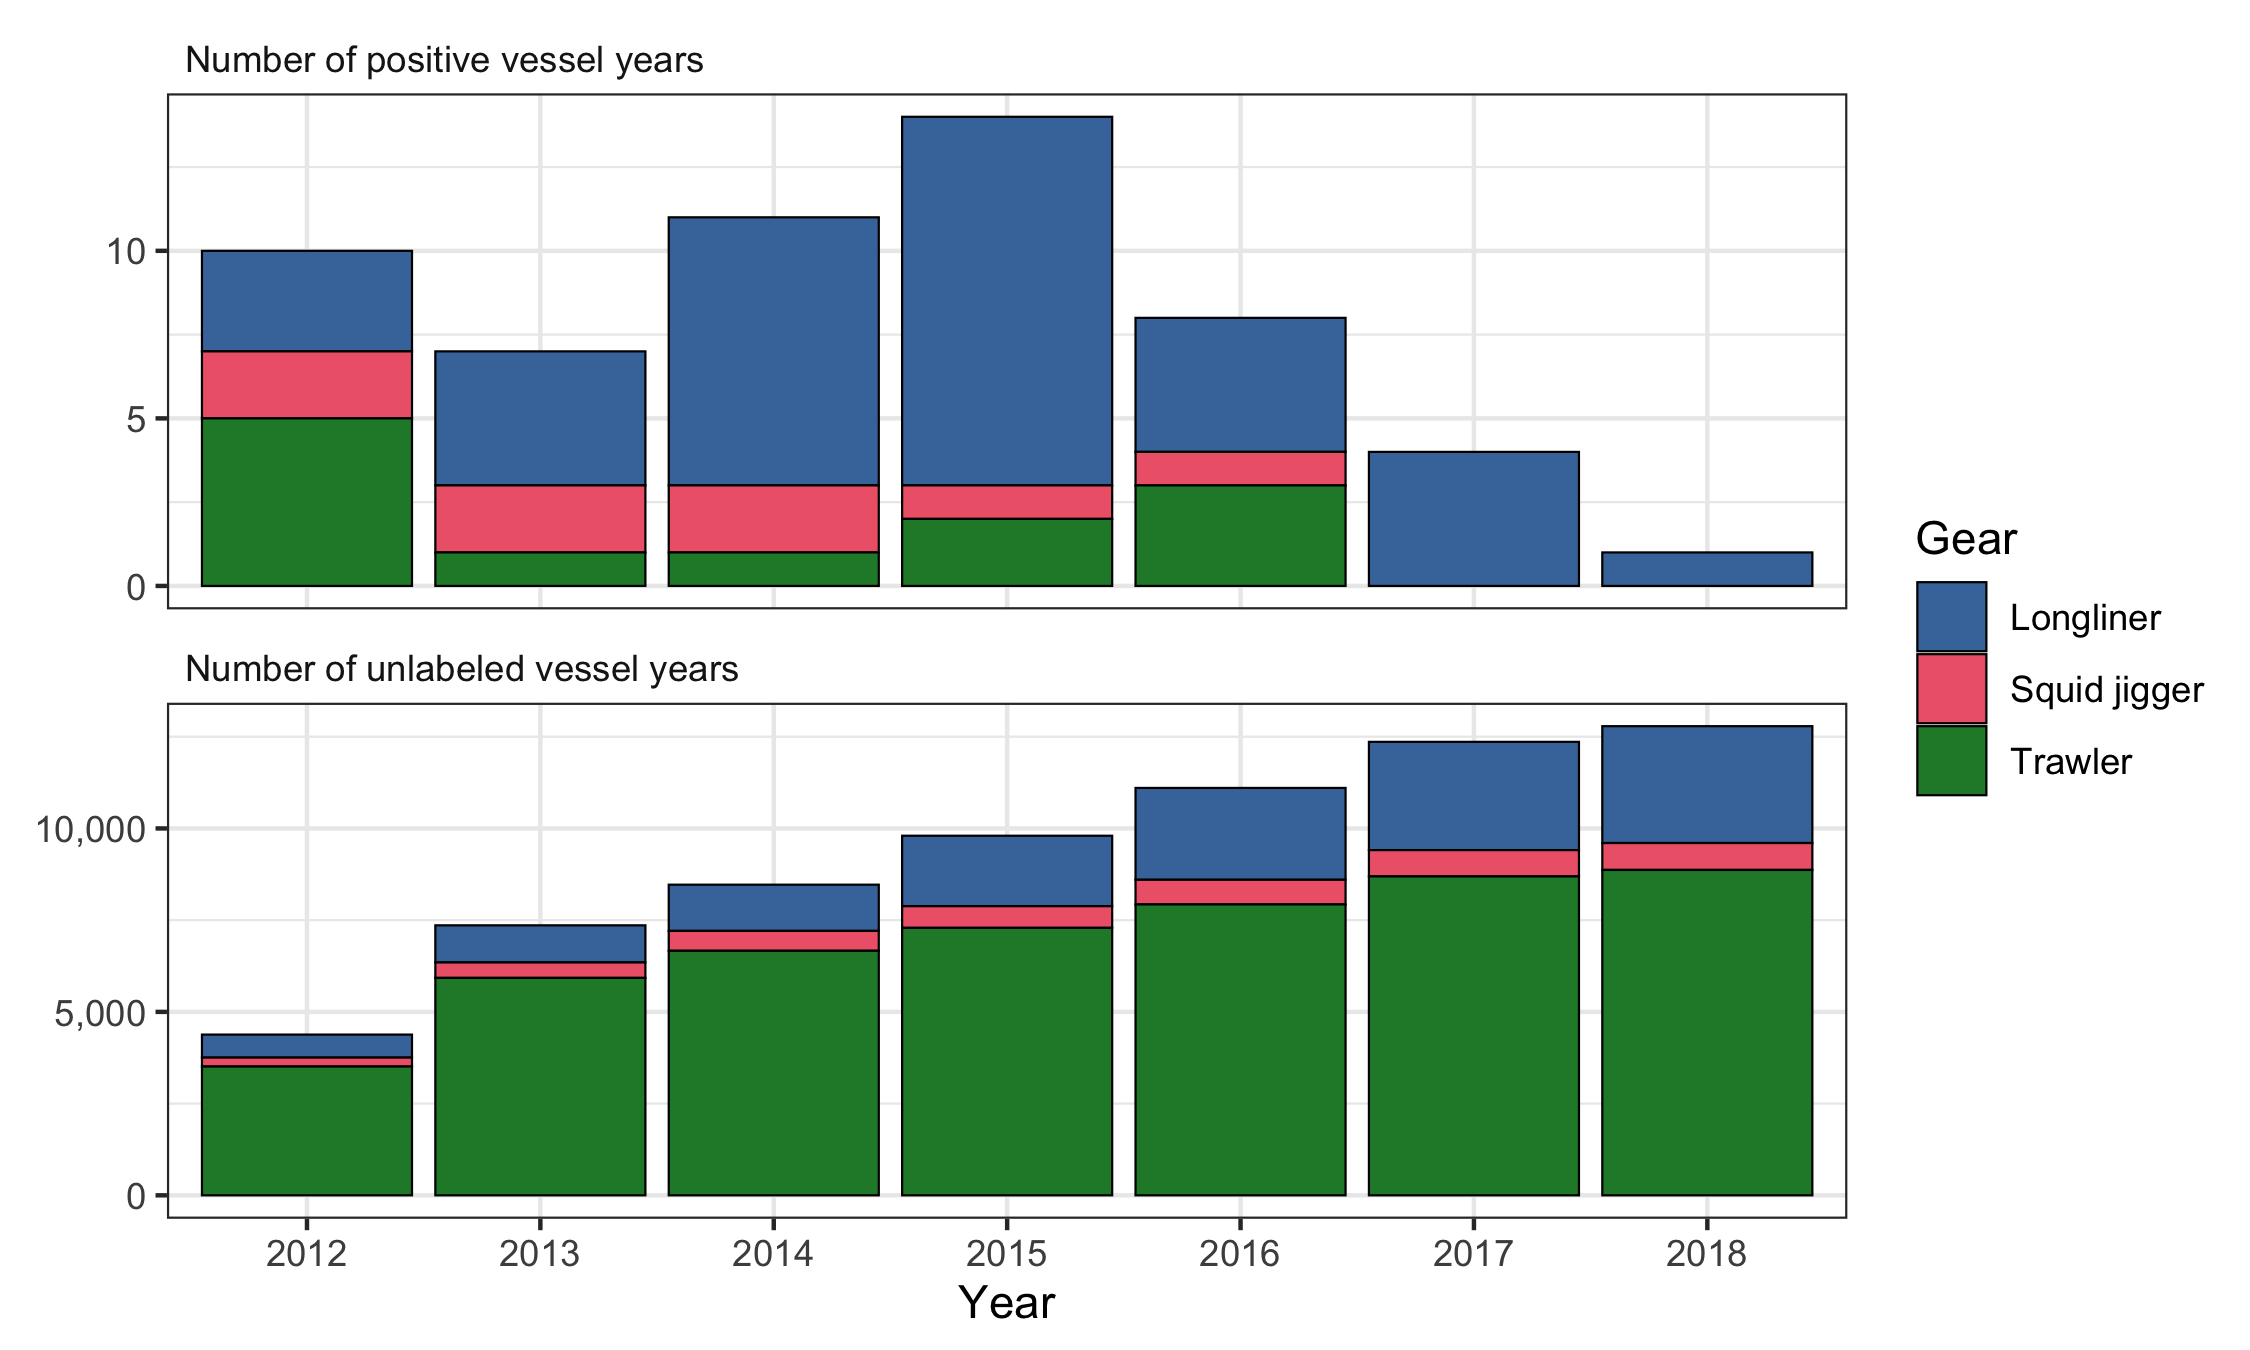 Number of positive vessel years
10
5
0
Number of unlabeled vessel years
10,000
5,000
0
2012 2013 2014 2015 2016 2017 2018
Year
Gear
Longliner
Squid jigger
Trawler